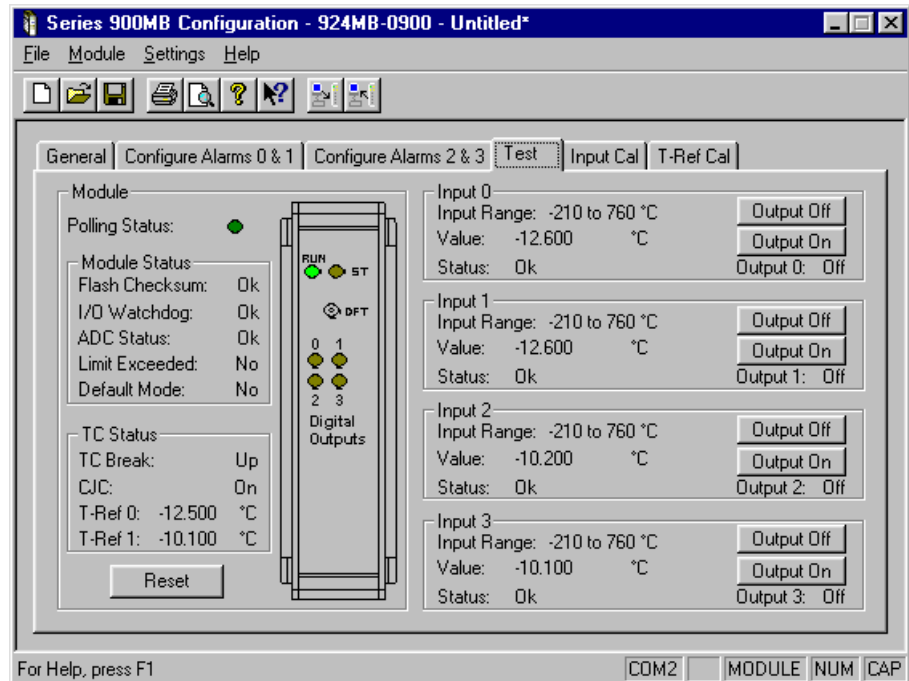 Series 900MB Configuration - 924MB-0900 - Untitled*
File Module Settings Help
General Configure Alarms 0 & 1 Configure Alarms 2 & 3 Test Input Cal T-Ref Cal
Module
Polling Status:
Module Status
Flash Checksum: Ok
I/O Watchdog: Ok
ADC Status: Ok
Limit Exceeded: No
Default Mode: No
TC Status
TC Break: Up
CJC: On
T-Ref 0: -12.500 °C
T-Ref 1: -10.100 °C
Reset
RUN ST
DFT
0 1
2 3
Digital
Outputs
Input 0
Input Range: -210 to 760 °C Output Off
Value: -12.600 °C Output On
Status: Ok Output 0: Off
Input 1
Input Range: -210 to 760 °C Output Off
Value: -12.600 °C Output On
Status: Ok Output 1: Off
Input 2
Input Range: -210 to 760 °C Output Off
Value: -10.200 °C Output On
Status: Ok Output 2: Off
Input 3
Input Range: -210 to 760 °C Output Off
Value: -10.100 °C Output On
Status: Ok Output 3: Off
For Help, press F1 COM2 MODULE NUM CAP